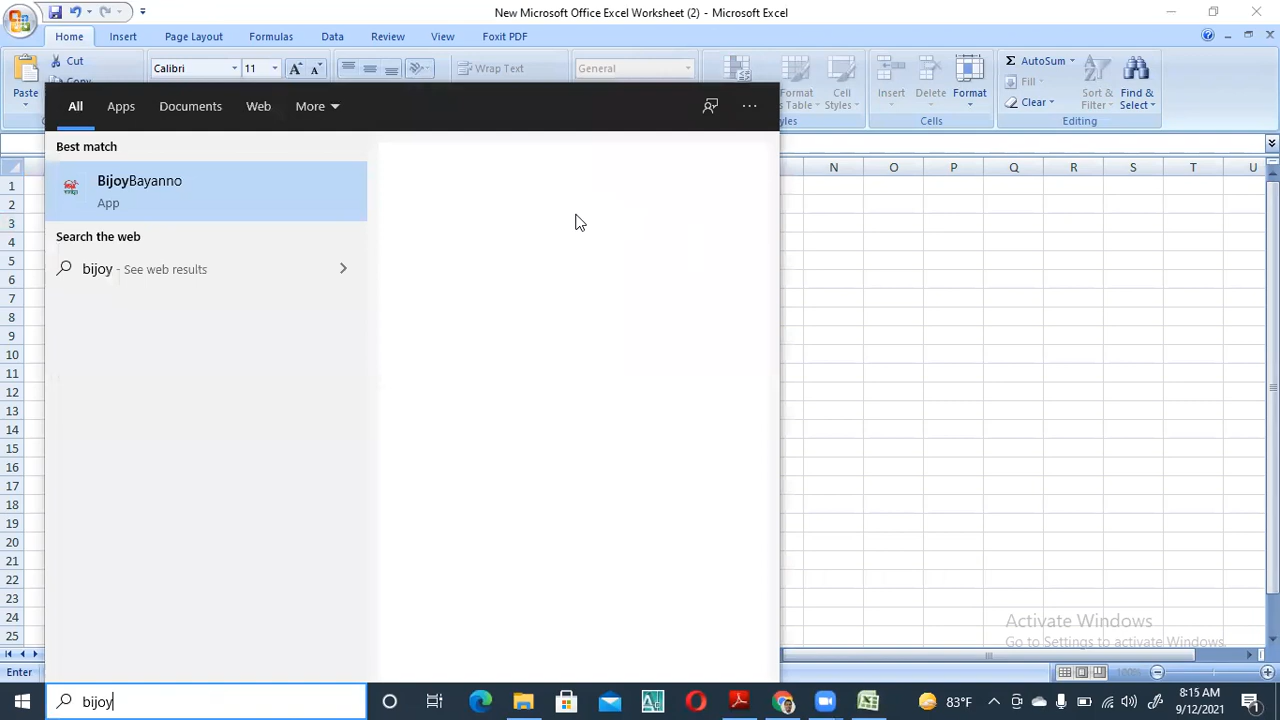 New Microsoft Office Excel Worksheet (2) - Microsoft Excel
Home Insert Page Layout Formulas Data Review View Foxit PDF
Cut
Copy
Paste
Calibri 11 A A
Wrap Text
General
Insert Delete Format
AutoSum
Fill
Clear
Sort & Filter
Find & Select
Cell Styles
Cells
Editing
All Apps Documents Web More
Best match
BijoyBayanno
App
Search the web
bijoy - See web results
N O P Q R S T U
1
2
3
4
5
6
7
8
9
10
11
12
13
14
15
16
17
18
19
20
21
22
23
24
25
Activate Windows
Go to Settings to activate Windows.
Enter
100%
bijoy
83°F
8:15 AM
9/12/2021